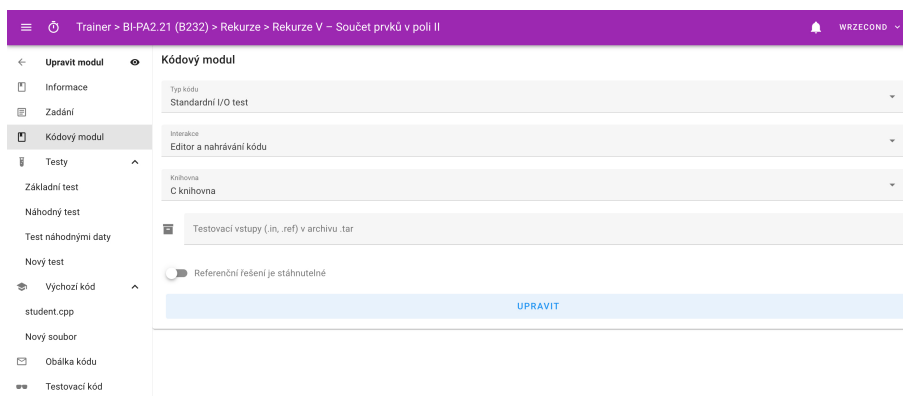 Trainer > BI-PA2.21 (B232) > Rekurze > Rekurze V – Součet prvků v poli II
WRZECOND
Upravit modul
Informace
Zadání
Kódový modul
Testy
Základní test
Náhodný test
Test náhodnými daty
Nový test
Výchozí kód
student.cpp
Nový soubor
Obálka kódu
Testovací kód
Kódový modul
Typ kódu
Standardní I/O test
Interakce
Editor a nahrávání kódu
Knihovna
C knihovna
Testovací vstupy (.in, .ref) v archivu .tar
Referenční řešení je stáhnutelné
UPRAVIT